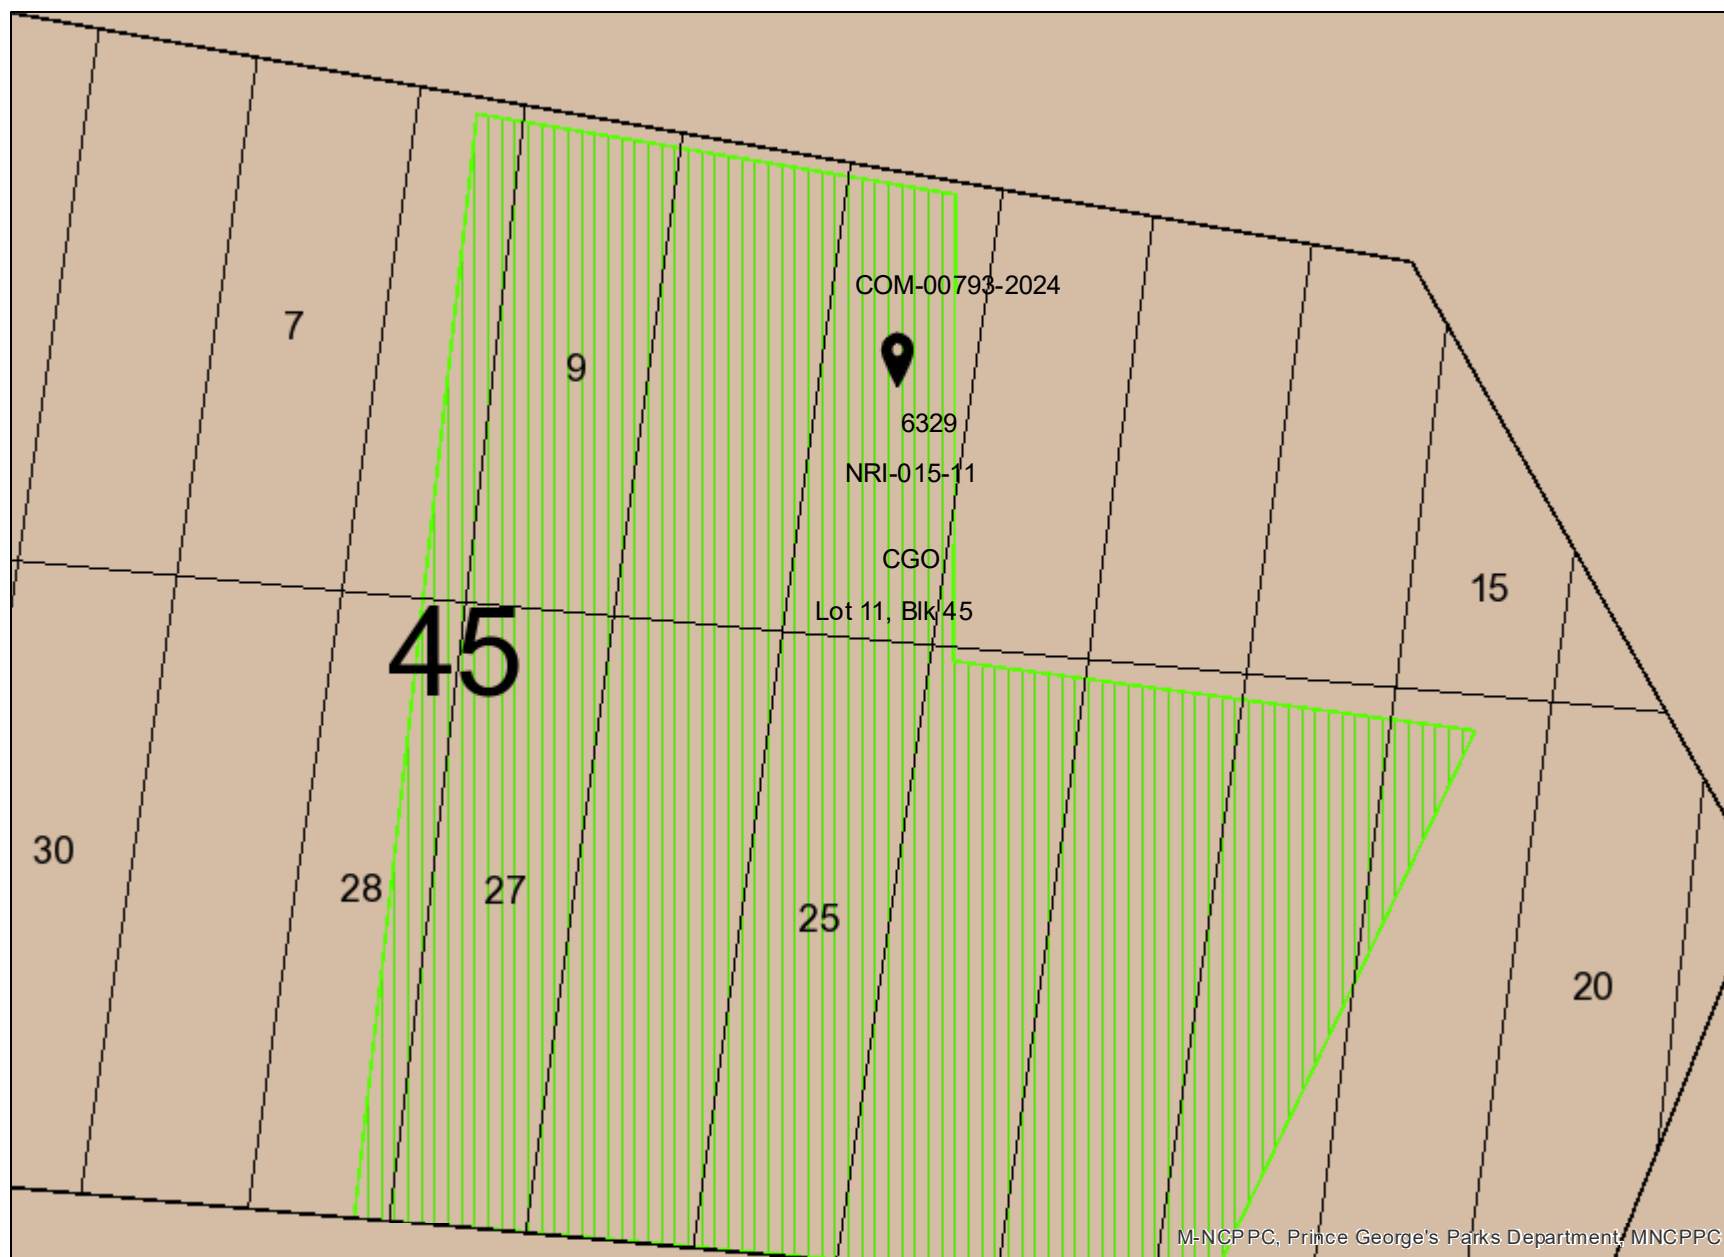 COM-00793-2024
7
9
6329
NRI-015-11
CGO
15
Lot 11, Blk 45
45
30
28
27
25
20
M-NCPPC, Prince George's Parks Department, MNCPPC